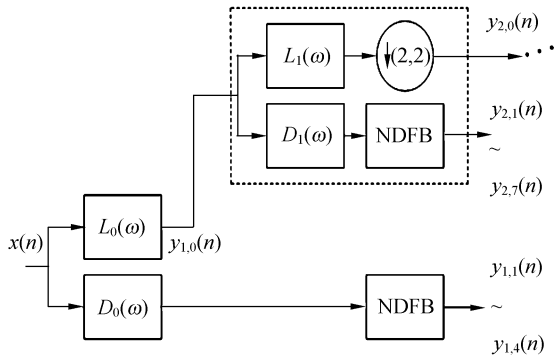 y2,0(n)
L1(ω)
↓(2,2)
...
y2,1(n)
D1(ω)
NDFB
~
y2,7(n)
L0(ω)
x(n)
y1,0(n)
y1,1(n)
D0(ω)
NDFB
~
y1,4(n)